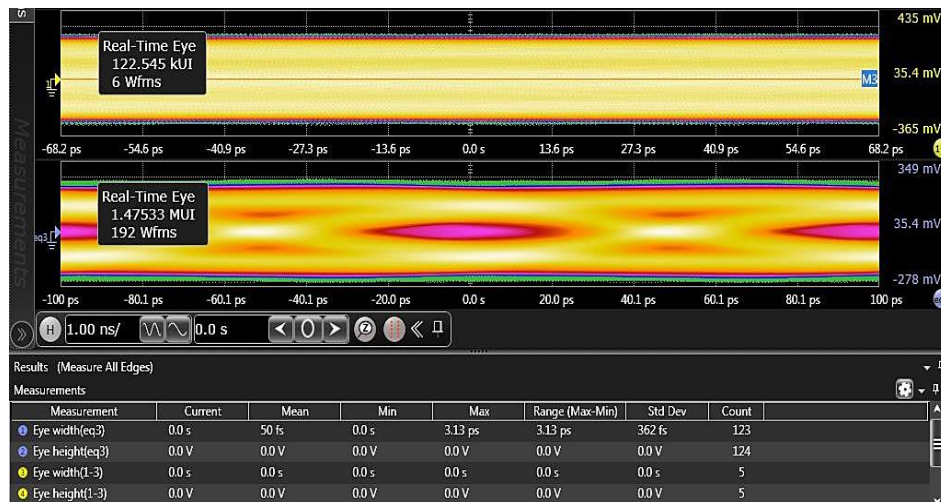 435 mV
Real-Time Eye
122.545 kUI
6 Wfms
M3
35.4 mV
-365 mV
-68.2 ps -54.6 ps -40.9 ps -27.3 ps -13.6 ps 0.0 s 13.6 ps 27.3 ps 40.9 ps 54.6 ps 68.2 ps
349 mV
Real-Time Eye
1.47533 MUI
192 Wfms
eq3
35.4 mV
-278 mV
-100 ps -80.1 ps -60.1 ps -40.1 ps -20.0 ps 0.0 s 20.0 ps 40.1 ps 60.1 ps 80.1 ps 100 ps
Measurements
H 1.00 ns/ 0.0 s 0
Results (Measure All Edges)
Measurements
Measurement Current Mean Min Max Range (Max-Min) Std Dev Count
1 Eye width(eq3) 0.0 s 50 fs 0.0 s 3.13 ps 3.13 ps 362 fs 123
2 Eye height(eq3) 0.0 V 0.0 V 0.0 V 0.0 V 0.0 V 0.0 V 124
3 Eye width(1-3) 0.0 s 0.0 s 0.0 s 0.0 s 0.0 s 0.0 s 5
4 Eye height(1-3) 0.0 V 0.0 V 0.0 V 0.0 V 0.0 V 0.0 V 5